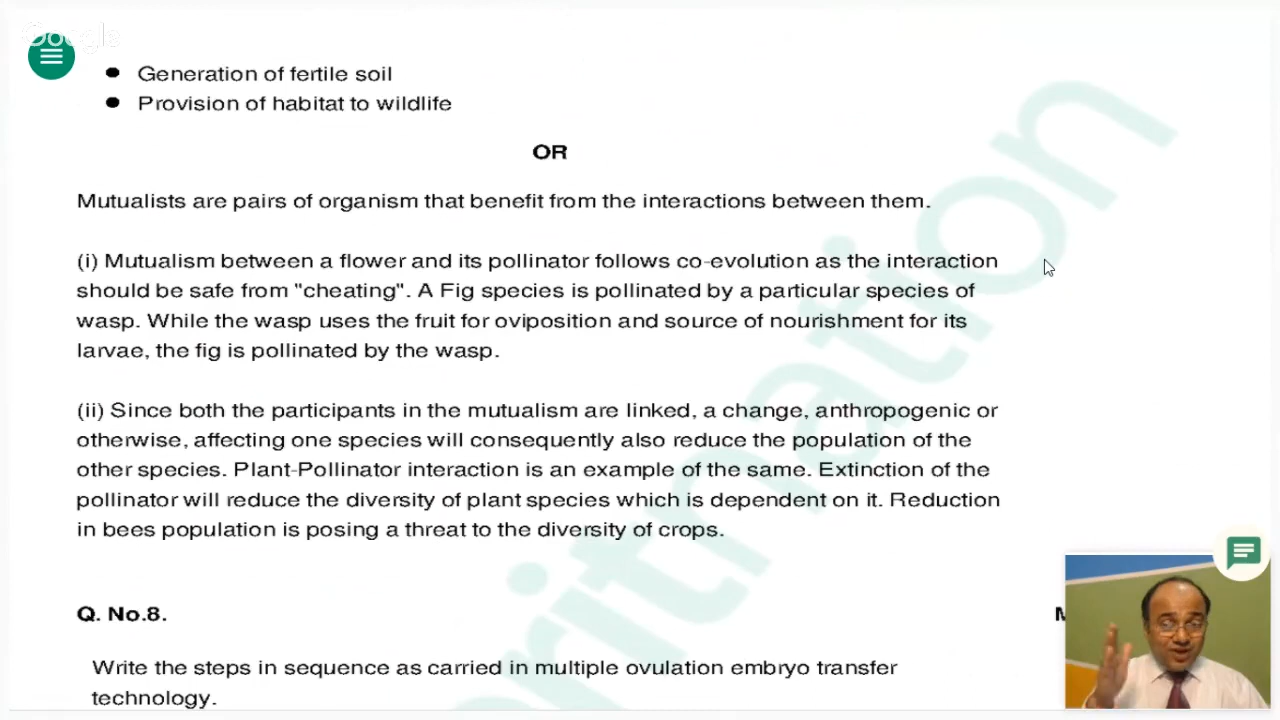 Google
Generation of fertile soil
Provision of habitat to wildlife
OR
Mutualists are pairs of organism that benefit from the interactions between them.
(i) Mutualism between a flower and its pollinator follows co-evolution as the interaction
should be safe from "cheating". A Fig species is pollinated by a particular species of
wasp. While the wasp uses the fruit for oviposition and source of nourishment for its
larvae, the fig is pollinated by the wasp.
(ii) Since both the participants in the mutualism are linked, a change, anthropogenic or
otherwise, affecting one species will consequently also reduce the population of the
other species. Plant-Pollinator interaction is an example of the same. Extinction of the
pollinator will reduce the diversity of plant species which is dependent on it. Reduction
in bees population is posing a threat to the diversity of crops.
Q. No.8.
Write the steps in sequence as carried in multiple ovulation embryo transfer
technology.
ritnation